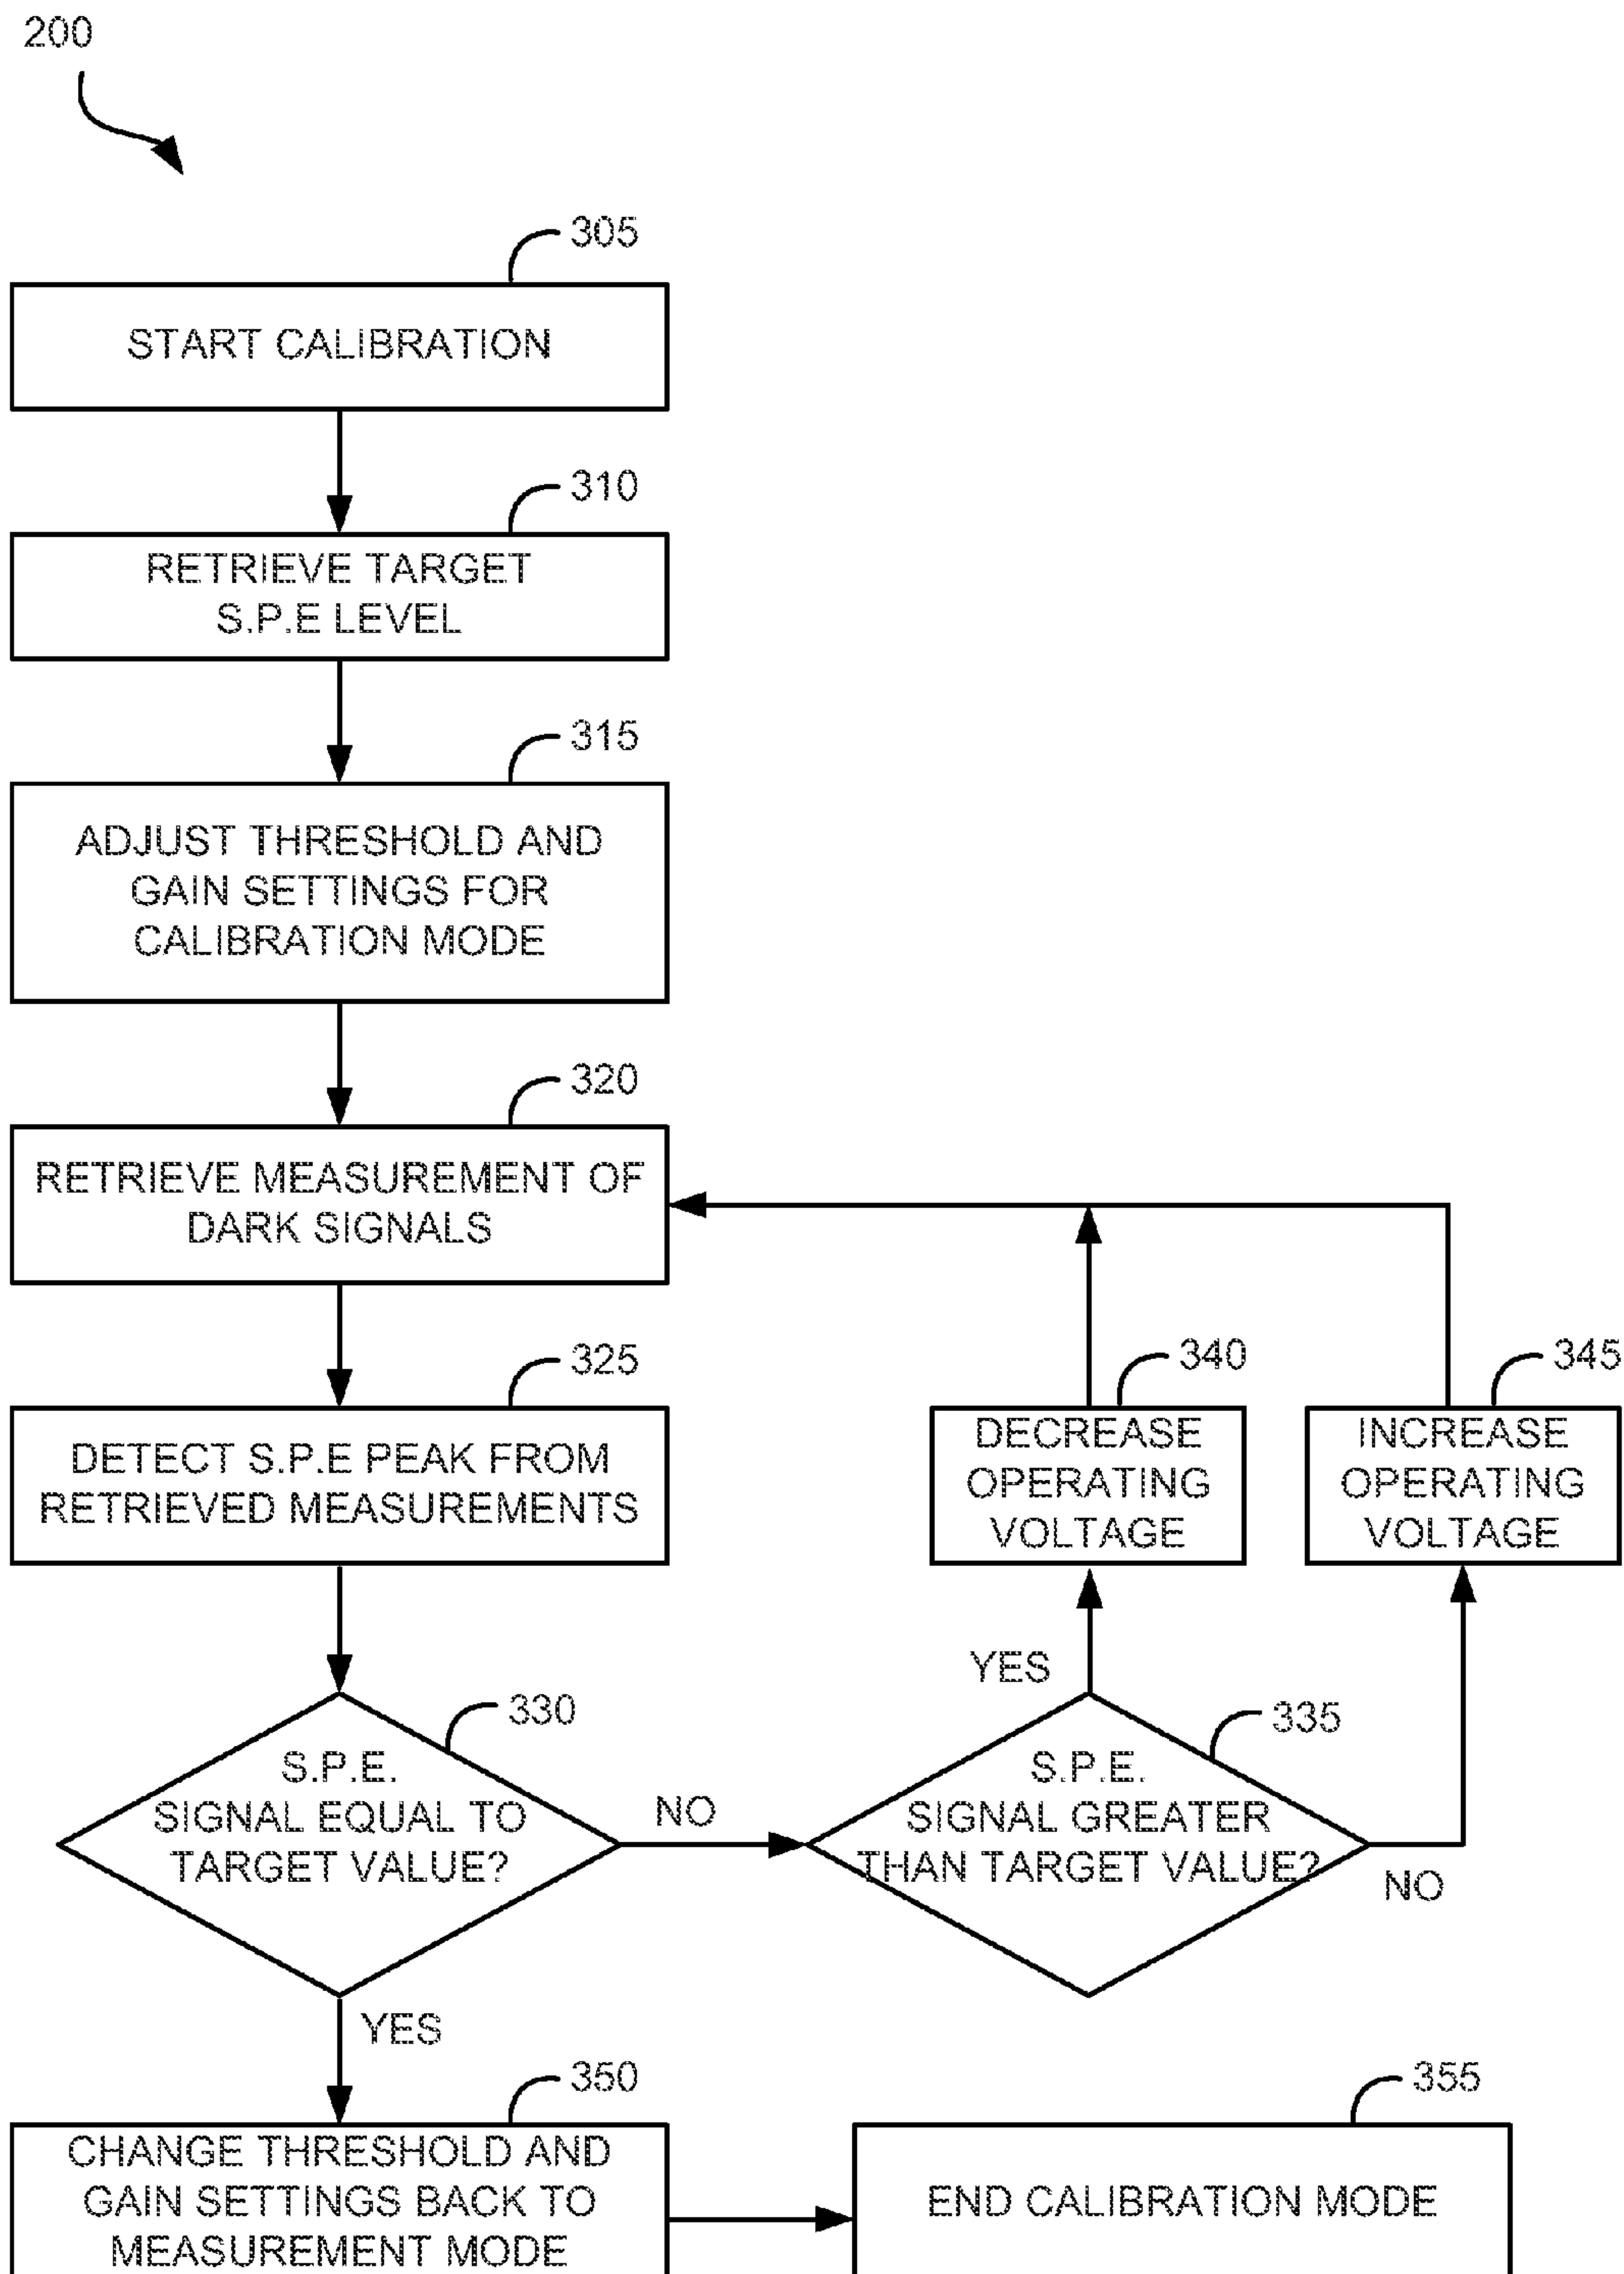 200
305
START CALIBRATION
310
RETRIEVE TARGET
S.P.E LEVEL
315
ADJUST THRESHOLD AND
GAIN SETTINGS FOR
CALIBRATION MODE
320
RETRIEVE MEASUREMENT OF
DARK SIGNALS
325
DETECT S.P.E PEAK FROM
RETRIEVED MEASUREMENTS
340
DECREASE
OPERATING
VOLTAGE
345
INCREASE
OPERATING
VOLTAGE
330
S.P.E.
SIGNAL EQUAL TO
TARGET VALUE?
NO
YES
335
S.P.E.
SIGNAL GREATER
THAN TARGET VALUE?
NO
YES
350
CHANGE THRESHOLD AND
GAIN SETTINGS BACK TO
MEASUREMENT MODE
355
END CALIBRATION MODE